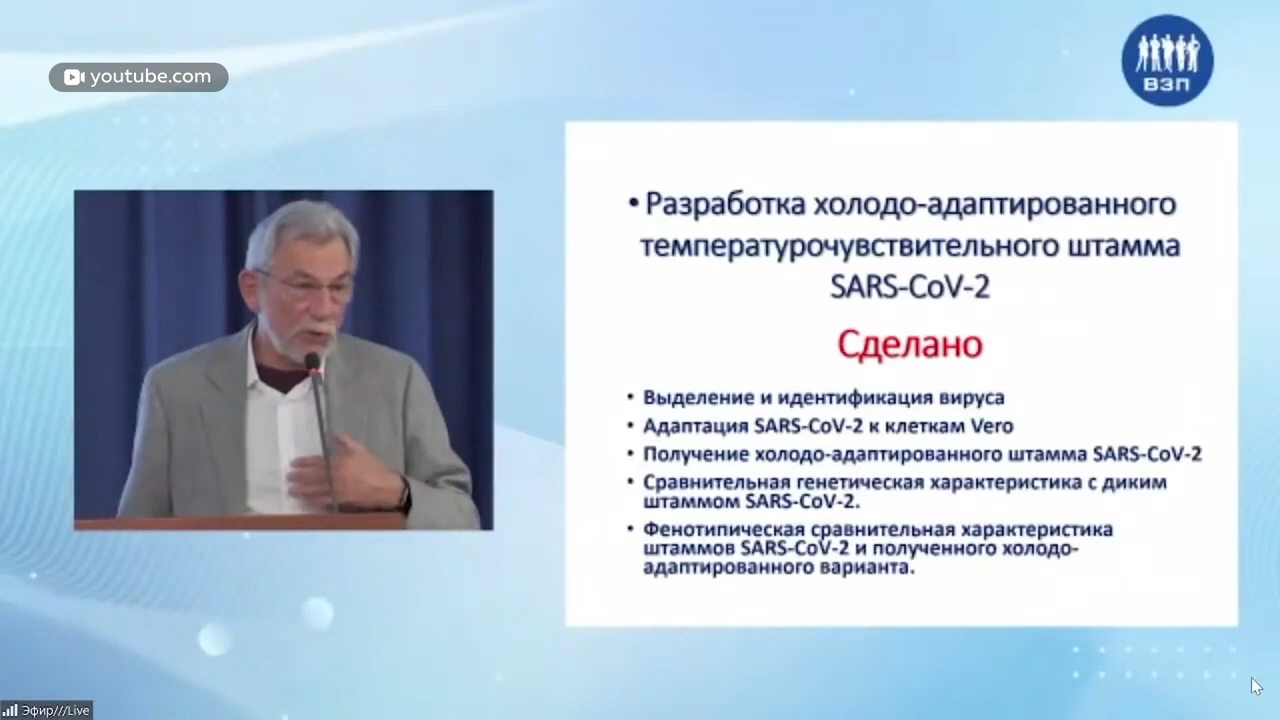 youtube.com
ВЗП
• Разработка холодо-адаптированного
температурочувствительного штамма
SARS-CoV-2
Сделано
• Выделение и идентификация вируса
• Адаптация SARS-CoV-2 к клеткам Vero
• Получение холодо-адаптированного штамма SARS-CoV-2
• Сравнительная генетическая характеристика с диким
штаммом SARS-CoV-2.
• Фенотипическая сравнительная характеристика
штаммов SARS-CoV-2 и полученного холодо-
адаптированного варианта.
Эфир///Live